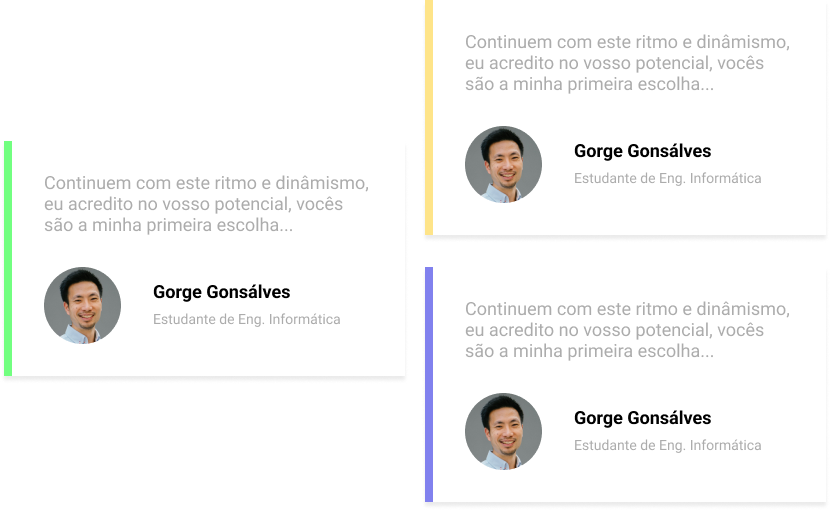 Continuem com este ritmo e dinâmismo,
eu acredito no vosso potencial, vocês
são a minha primeira escolha...
Gorge Gonsálves
Estudante de Eng. Informática
Continuem com este ritmo e dinâmismo,
eu acredito no vosso potencial, vocês
são a minha primeira escolha...
Gorge Gonsálves
Estudante de Eng. Informática
Continuem com este ritmo e dinâmismo,
eu acredito no vosso potencial, vocês
são a minha primeira escolha...
Gorge Gonsálves
Estudante de Eng. Informática